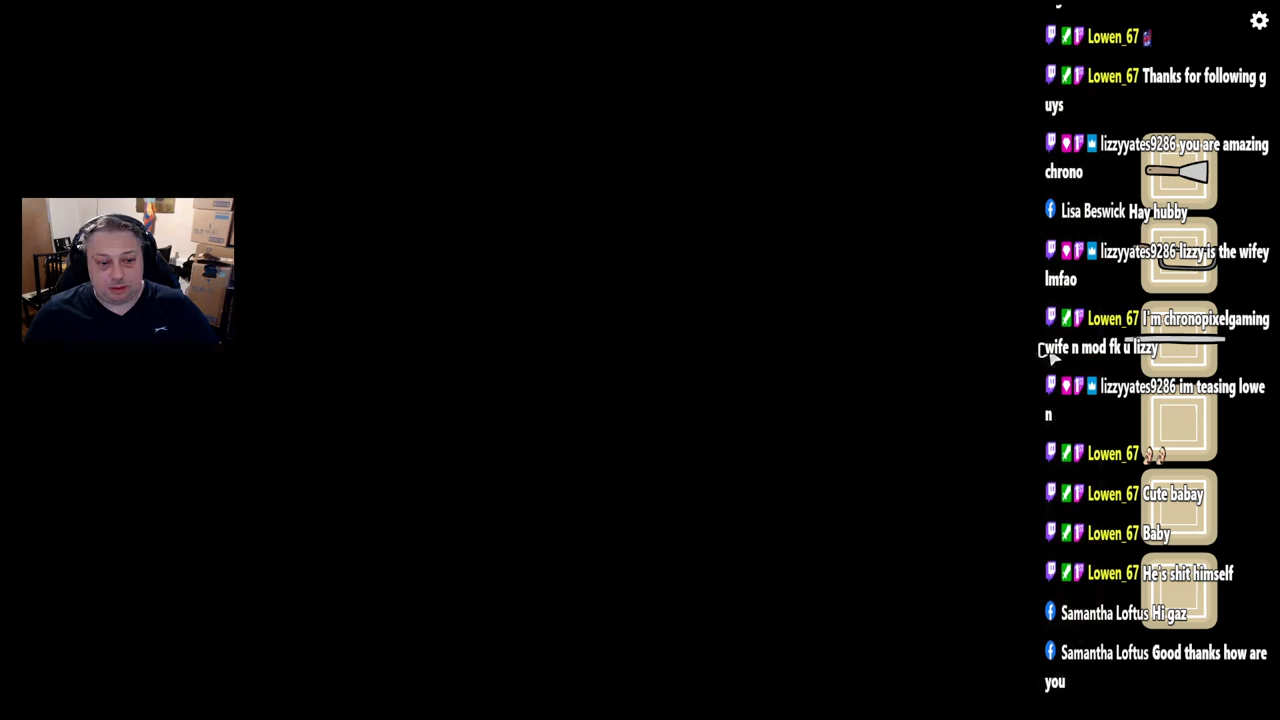 Lowen_67
Lowen_67 Thanks for following g
uys
lizzyyates9286 you are amazing
chrono
Lisa Beswick Hay hubby
lizzyyates9286 lizzy is the wifey
lmfao
Lowen_67 I'm chronopixelgaming
wife n mod fk u lizzy
lizzyyates9286 im teasing lowe
n
Lowen_67
Lowen_67 Cute babay
Lowen_67 Baby
Lowen_67 He's shit himself
Samantha Loftus Hi gaz
Samantha Loftus Good thanks how are
you